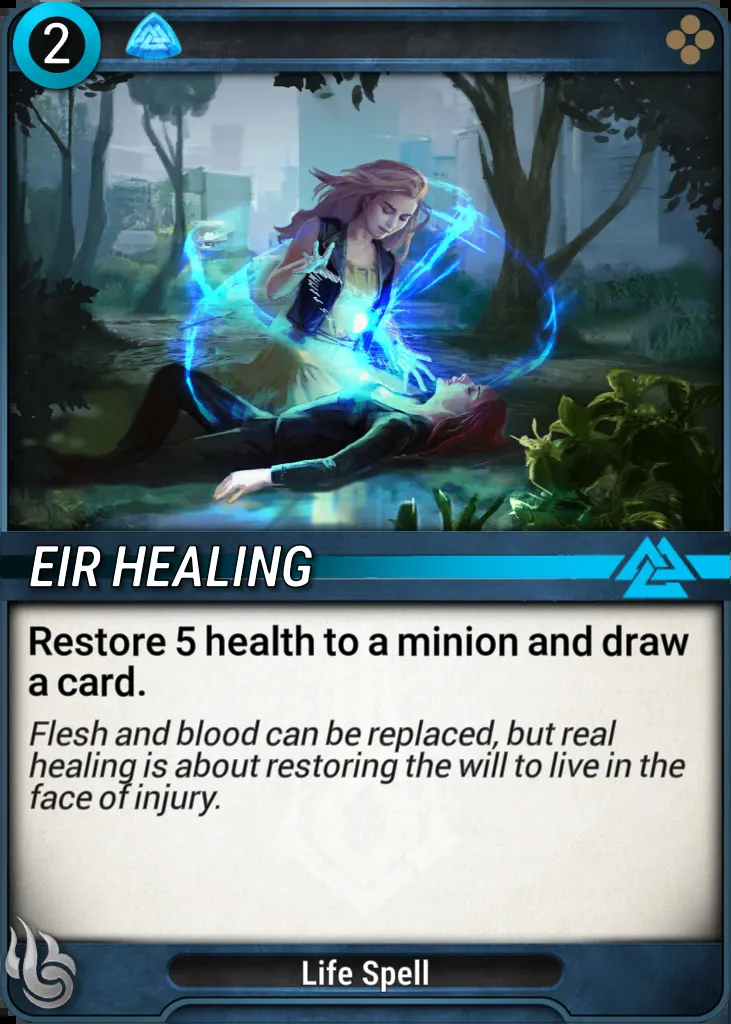 2
EIR HEALING
Restore 5 health to a minion and draw
a card.
Flesh and blood can be replaced, but real
healing is about restoring the will to live in the
face of injury.
Life Spell